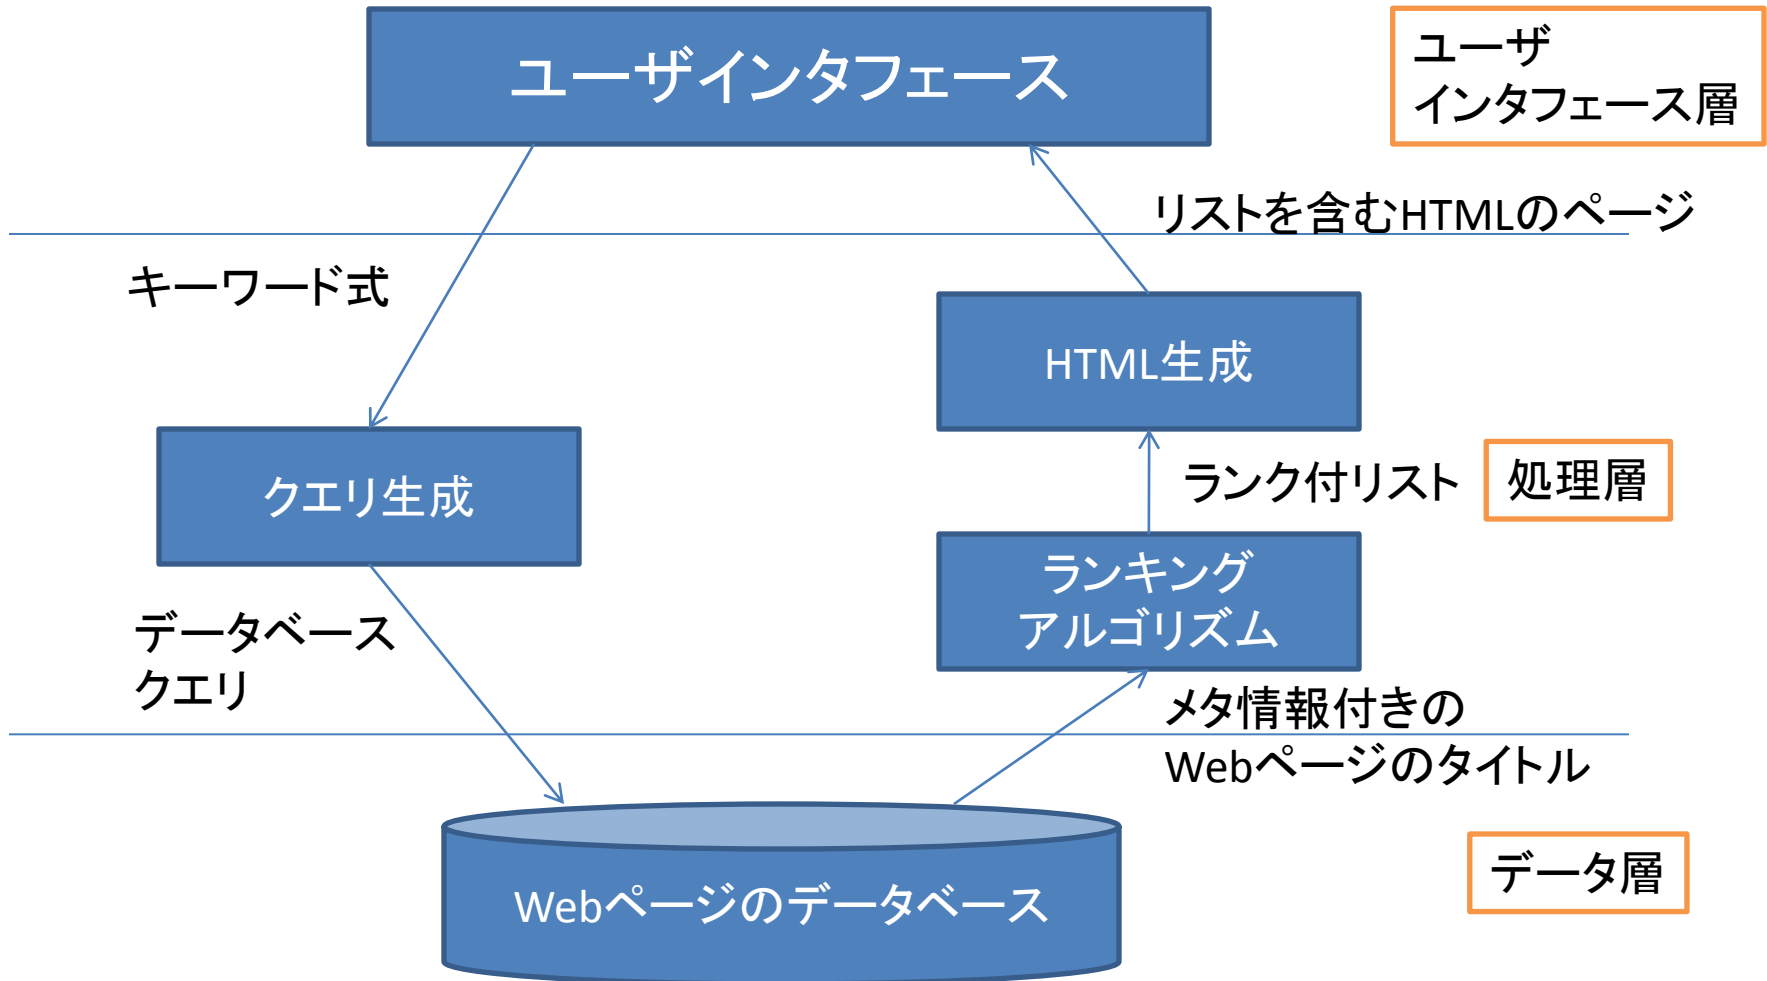 ユーザインタフェース
ユーザ
インタフェース層
リストを含むHTMLのページ
キーワード式
HTML生成
クエリ生成
ランク付リスト
処理層
ランキング
アルゴリズム
データベース
クエリ
メタ情報付きの
Webページのタイトル
データ層
Webページのデータベース